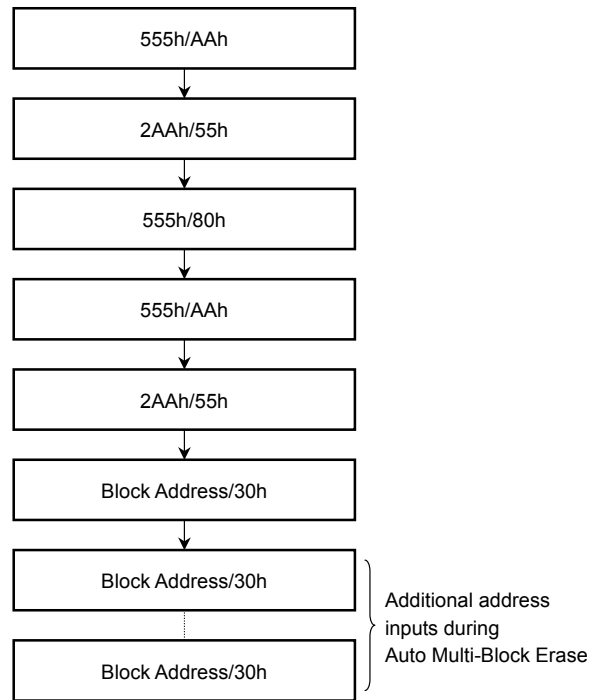 555h/AAh
2AAh/55h
555h/80h
555h/AAh
2AAh/55h
Block Address/30h
Block Address/30h
Block Address/30h
Additional address
inputs during
Auto Multi-Block Erase